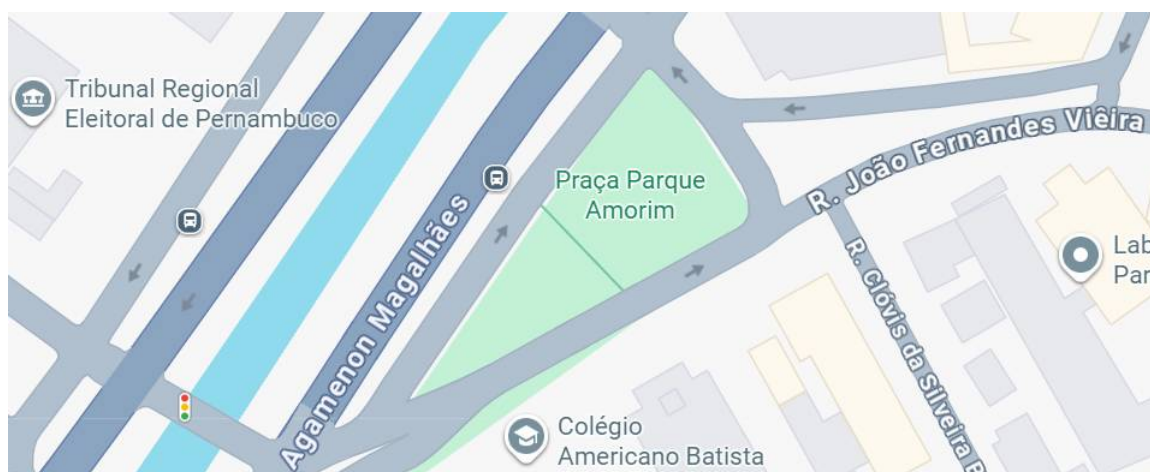 Tribunal Regional
Eleitoral de Pernambuco
Praça Parque
Amorim
R. João Fernandes Viêira
Agamenon Magalhães
R. Clóvis da Silveira B
Lab
Par
Colégio
Americano Batista